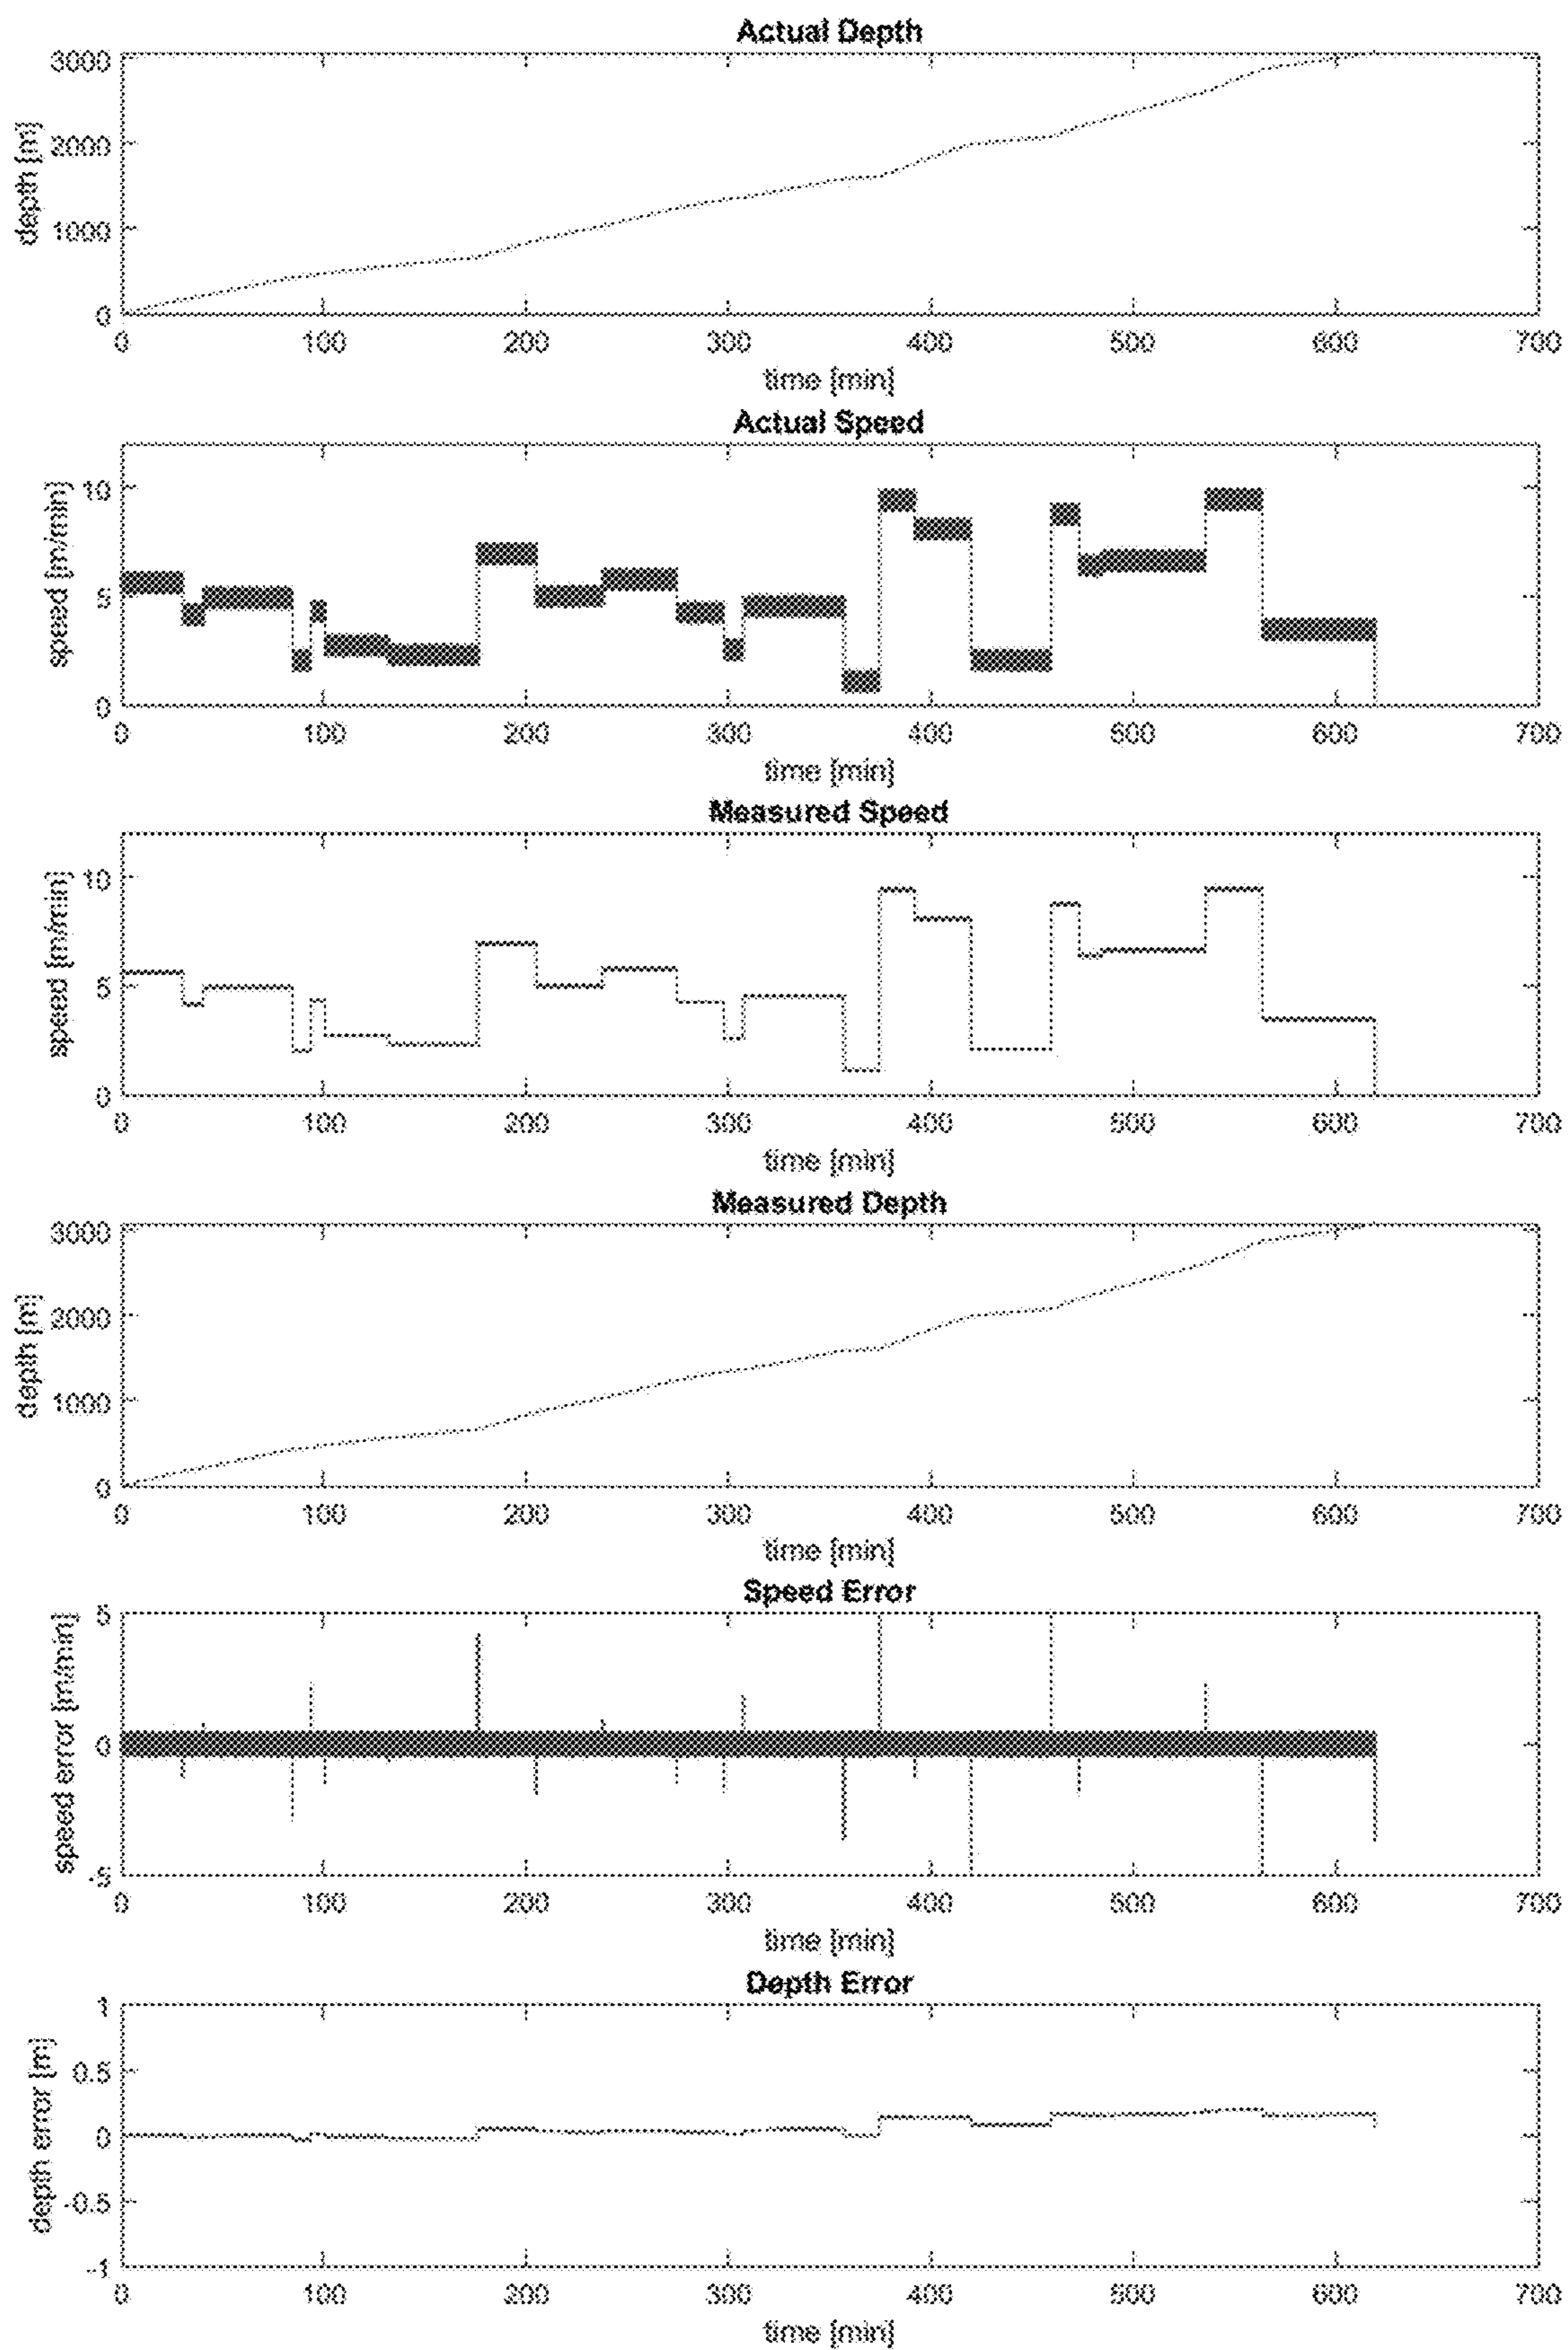 Actual Depth
3000
2000
1000
0
depth [m]
0 100 200 300 400 500 600 700
time [min]
Actual Speed
10
5
0
speed [m/min]
0 100 200 300 400 500 600 700
time [min]
Measured Speed
10
5
0
speed [m/min]
0 100 200 300 400 500 600 700
time [min]
Measured Depth
3000
2000
1000
0
depth [m]
0 100 200 300 400 500 600 700
time [min]
Speed Error
5
0
-5
speed error [m/min]
0 100 200 300 400 500 600 700
time [min]
Depth Error
1
0.5
0
-0.5
-1
depth error [m]
0 100 200 300 400 500 600 700
time [min]